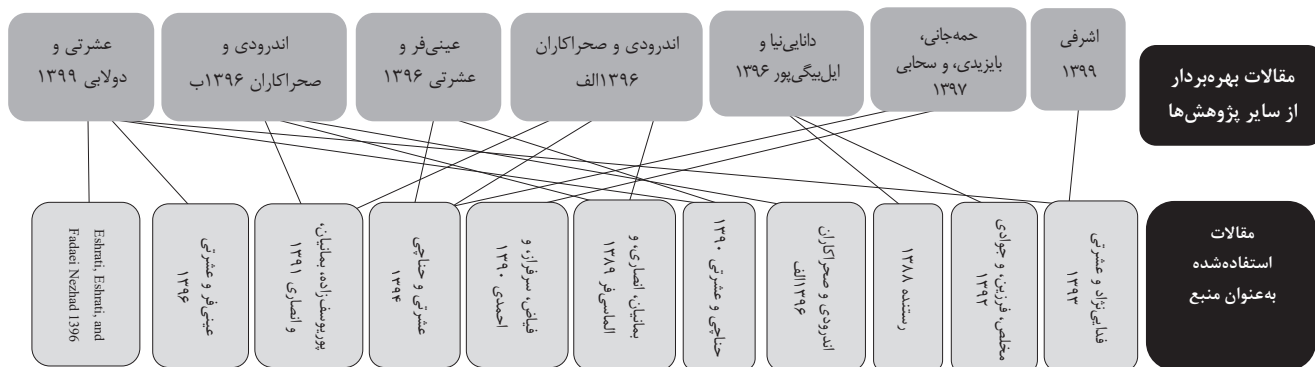 مقالات بهره‌بردار
از سایر پژوهش‌ها
اشرفی
۱۳۹۹
حمه‌جانی،
بایزیدی، و سحابی
۱۳۹۷
دانایی‌نیا و
ایل‌بیگی‌پور ۱۳۹۶
اندرودی و صحراکاران
۱۳۹۶الف
عینی‌فر و
عشرتی ۱۳۹۶
اندرودی و
صحراکاران ۱۳۹۶ب
عشرتی و
دولابی ۱۳۹۹
مقالات
استفاده‌شده
به‌عنوان منبع
فدایی‌نژاد و عشرتی
۱۳۹۳
مخلص، فرزین، و جوادی
۱۳۹۲
رستنده ۱۳۸۸
اندرودی و صحراکاران
۱۳۹۶الف
حناچی و عشرتی ۱۳۹۰
بمانیان، انصاری، و
الماسی‌فر ۱۳۸۹
فیاض، سرفراز، و
احمدی ۱۳۹۰
عشرتی و حناچی
۱۳۹۴
پوریوسف‌زاده، بمانیان،
و انصاری ۱۳۹۱
عینی‌فر و عشرتی
۱۳۹۶
Eshrati, Eshrati, and
Fadaei Nezhad 1396